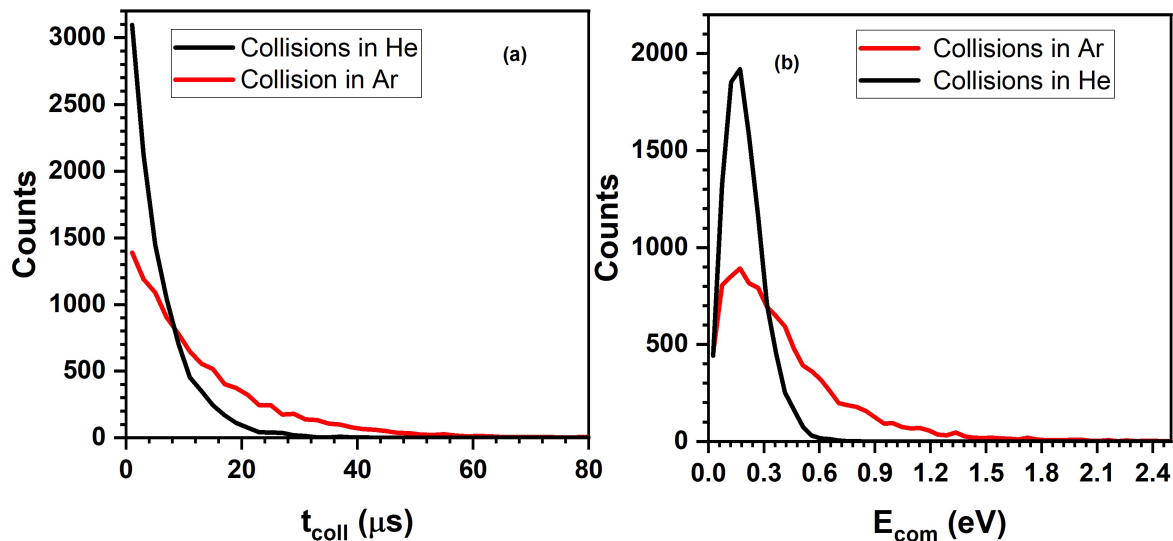 Collisions in He
Collision in Ar
(a)
3000
2500
2000
1500
1000
500
0
Counts
0 20 40 60 80
tcoll (μs)
Collisions in Ar
Collisions in He
(b)
2000
1500
1000
500
0
Counts
0.0 0.3 0.6 0.9 1.2 1.5 1.8 2.1 2.4
Ecom (eV)